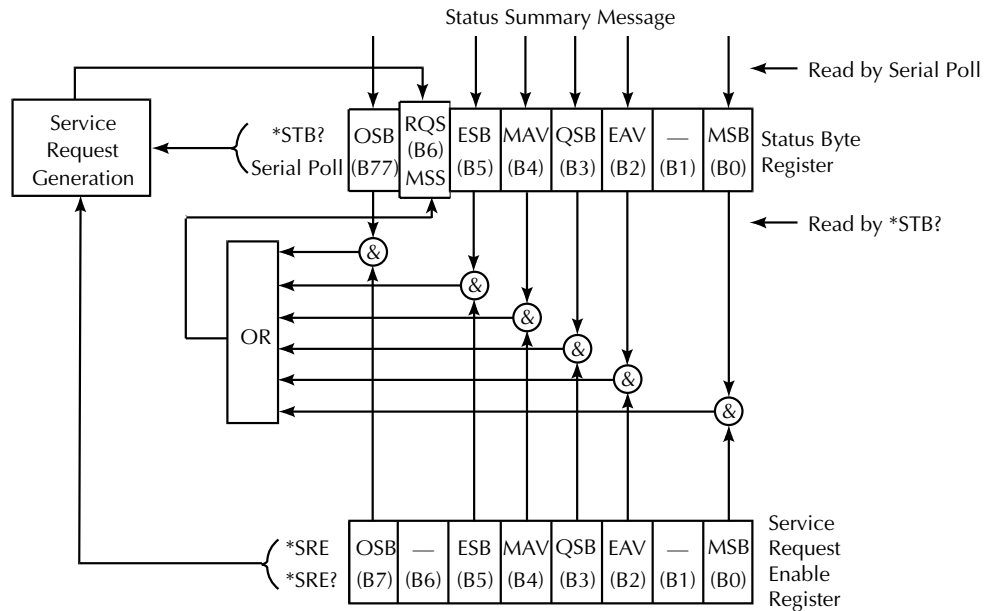 Status Summary Message
Read by Serial Poll
Service
Request
Generation
*STB?
Serial Poll
OSB
(B77)
RQS
(B6)
MSS
ESB
(B5)
MAV
(B4)
QSB
(B3)
EAV
(B2)
—
(B1)
MSB
(B0)
Status Byte
Register
Read by *STB?
&
&
&
&
&
&
OR
*SRE
*SRE?
OSB
(B7)
—
(B6)
ESB
(B5)
MAV
(B4)
QSB
(B3)
EAV
(B2)
—
(B1)
MSB
(B0)
Service
Request
Enable
Register